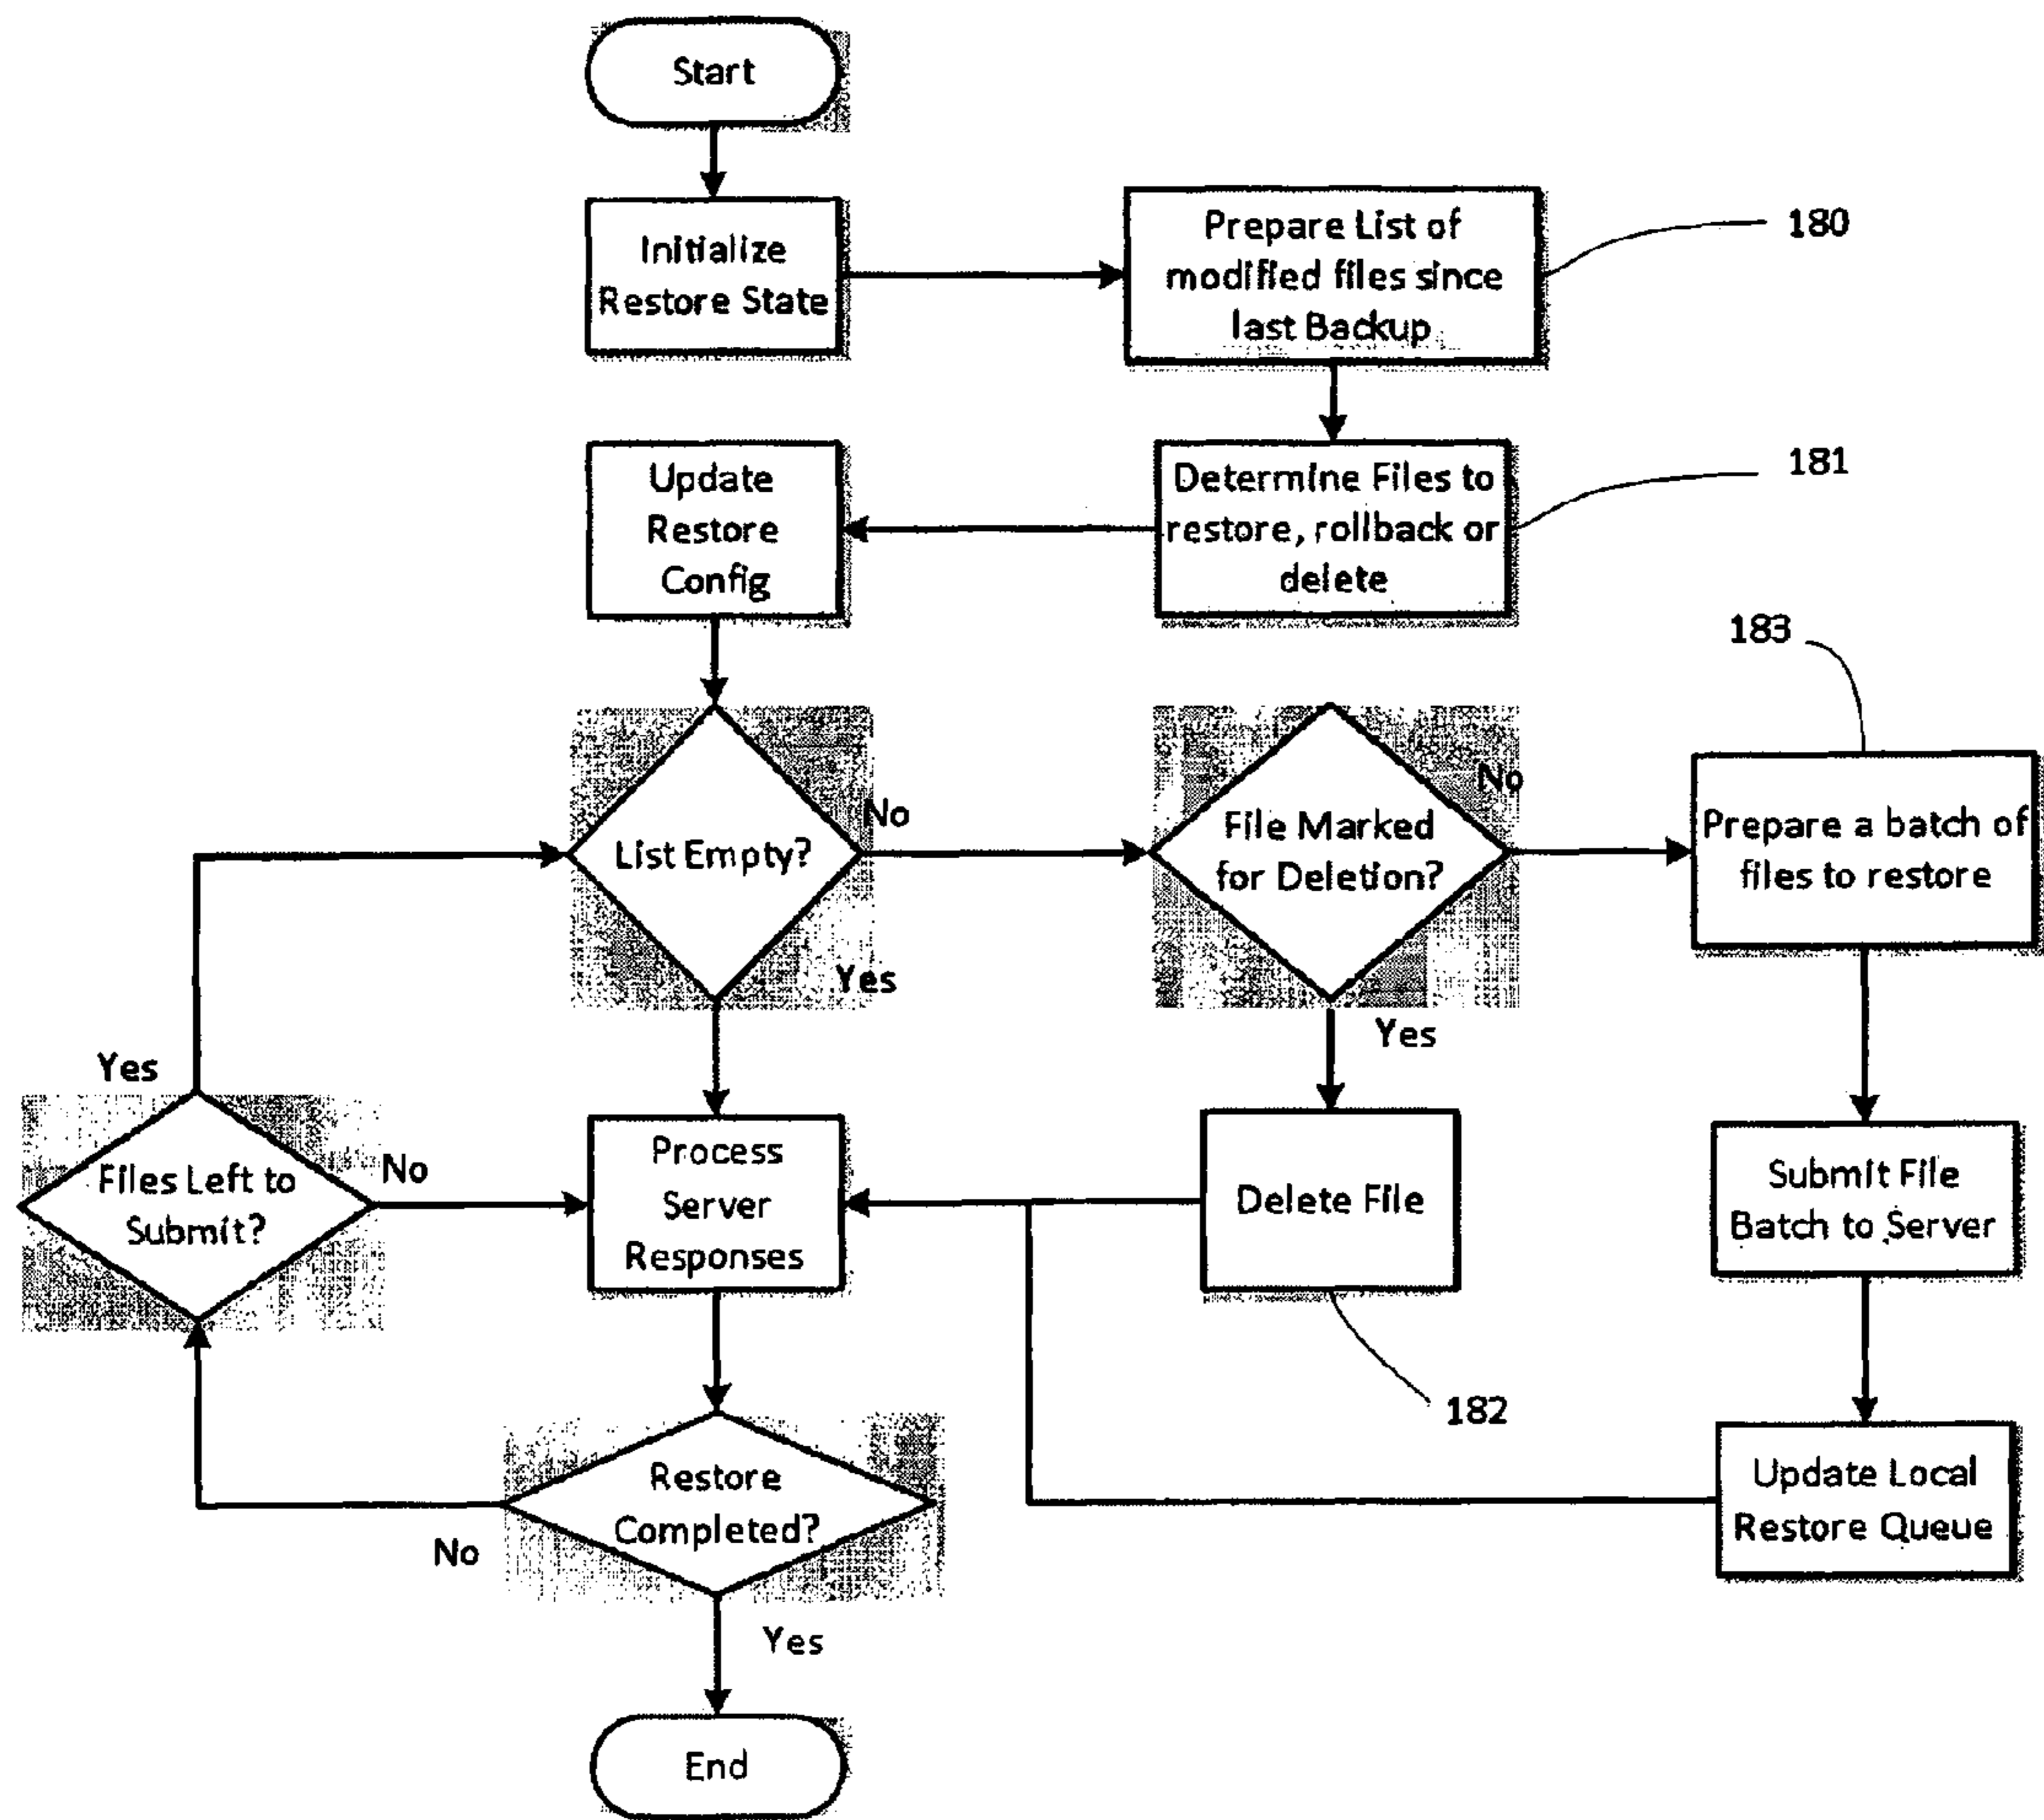 Start
Initialize
Restore State
Prepare List of
modified files since
last Backup
180
Update
Restore
Config
Determine Files to
restore, rollback or
delete
181
183
List Empty?
No
Yes
File Marked
for Deletion?
No
Yes
Prepare a batch of
files to restore
Yes
Files Left to
Submit?
No
Process
Server
Responses
Delete File
182
Submit File
Batch to Server
Restore
Completed?
No
Yes
Update Local
Restore Queue
End